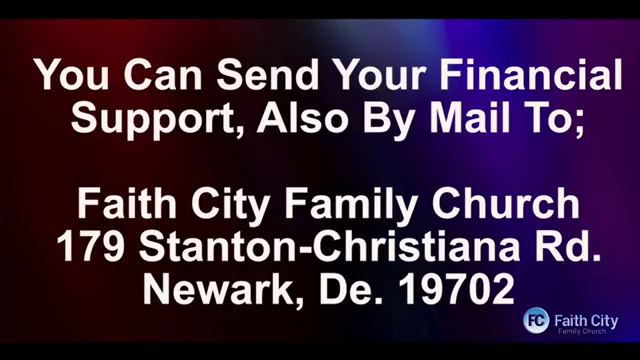 You Can Send Your Financial
Support, Also By Mail To;
Faith City Family Church
179 Stanton-Christiana Rd.
Newark, De. 19702
FC Faith City
Family Church